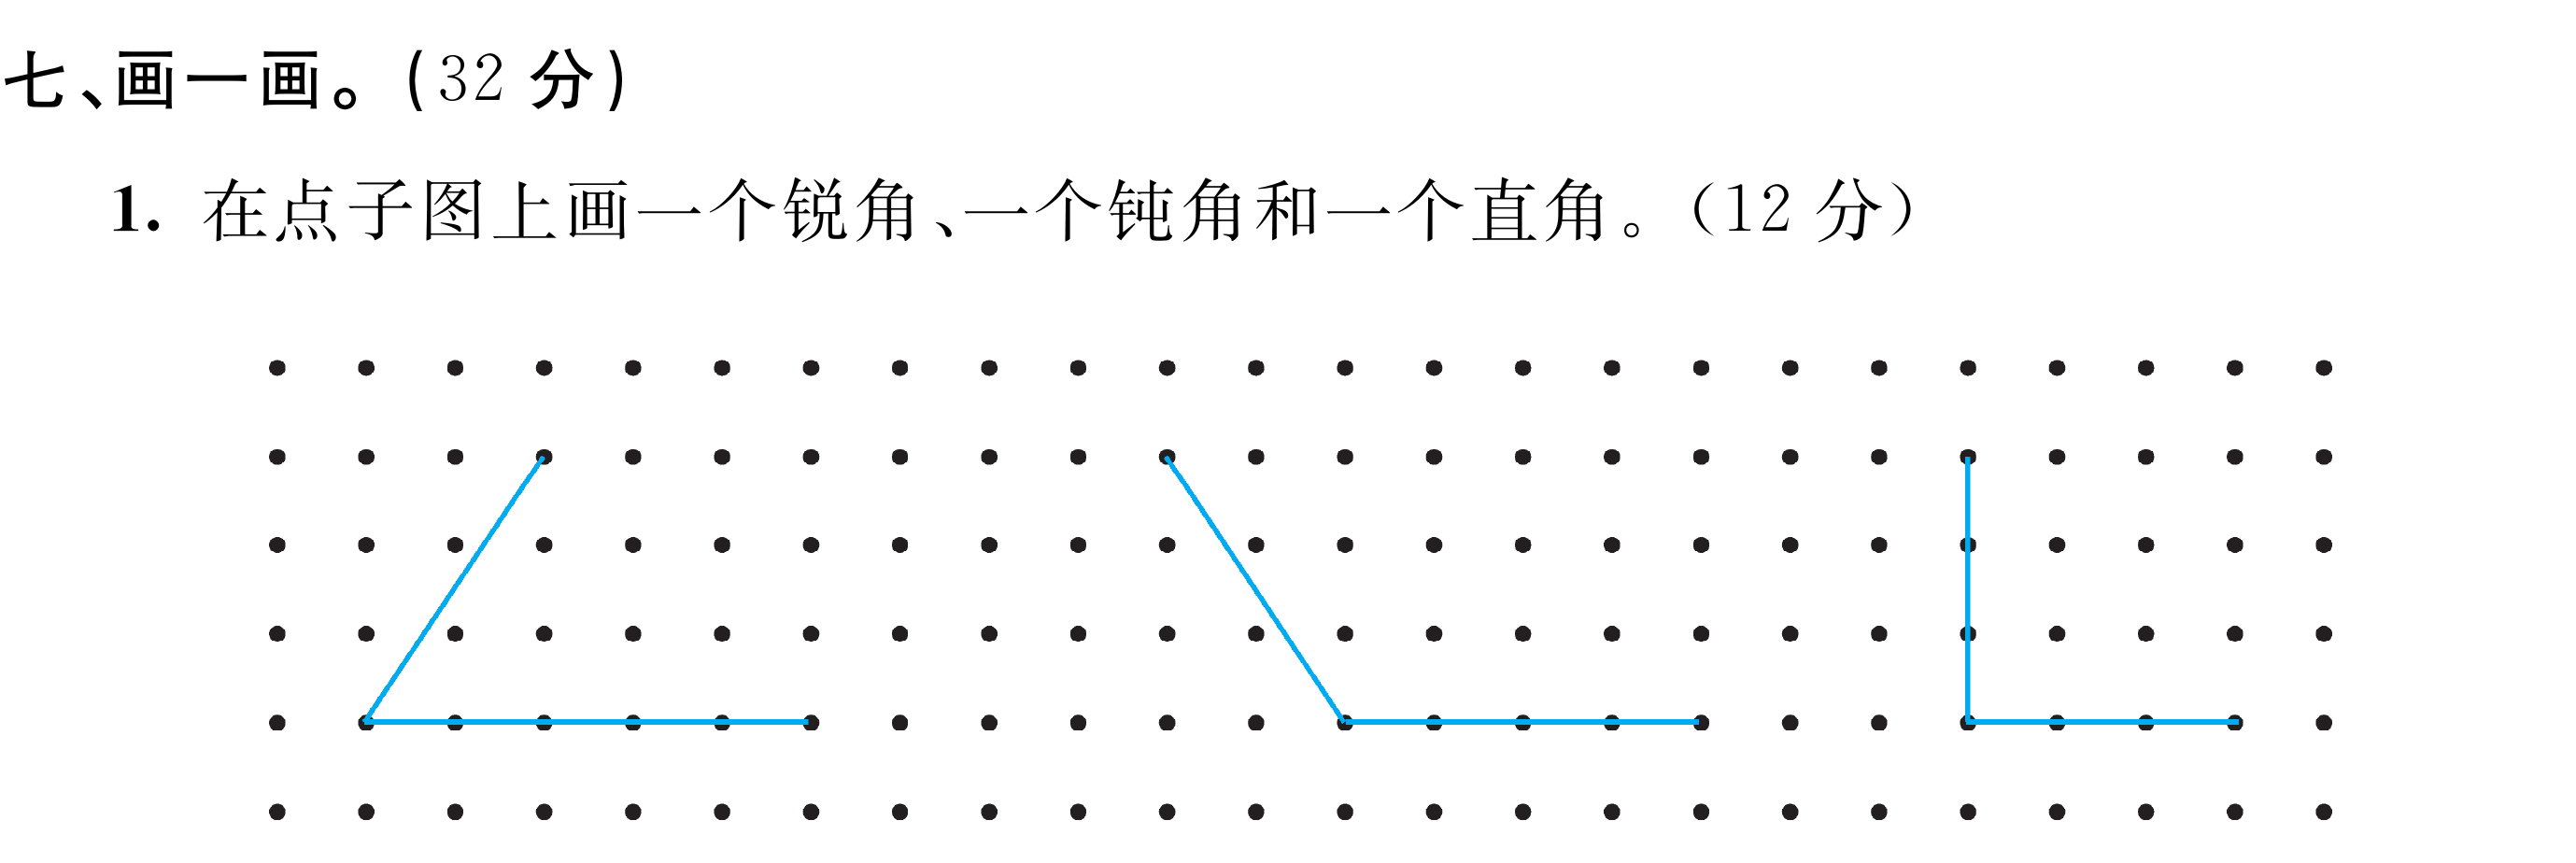 七、画一画。(32 分)
1. 在点子图上画一个锐角、一个钝角和一个直角。(12 分)